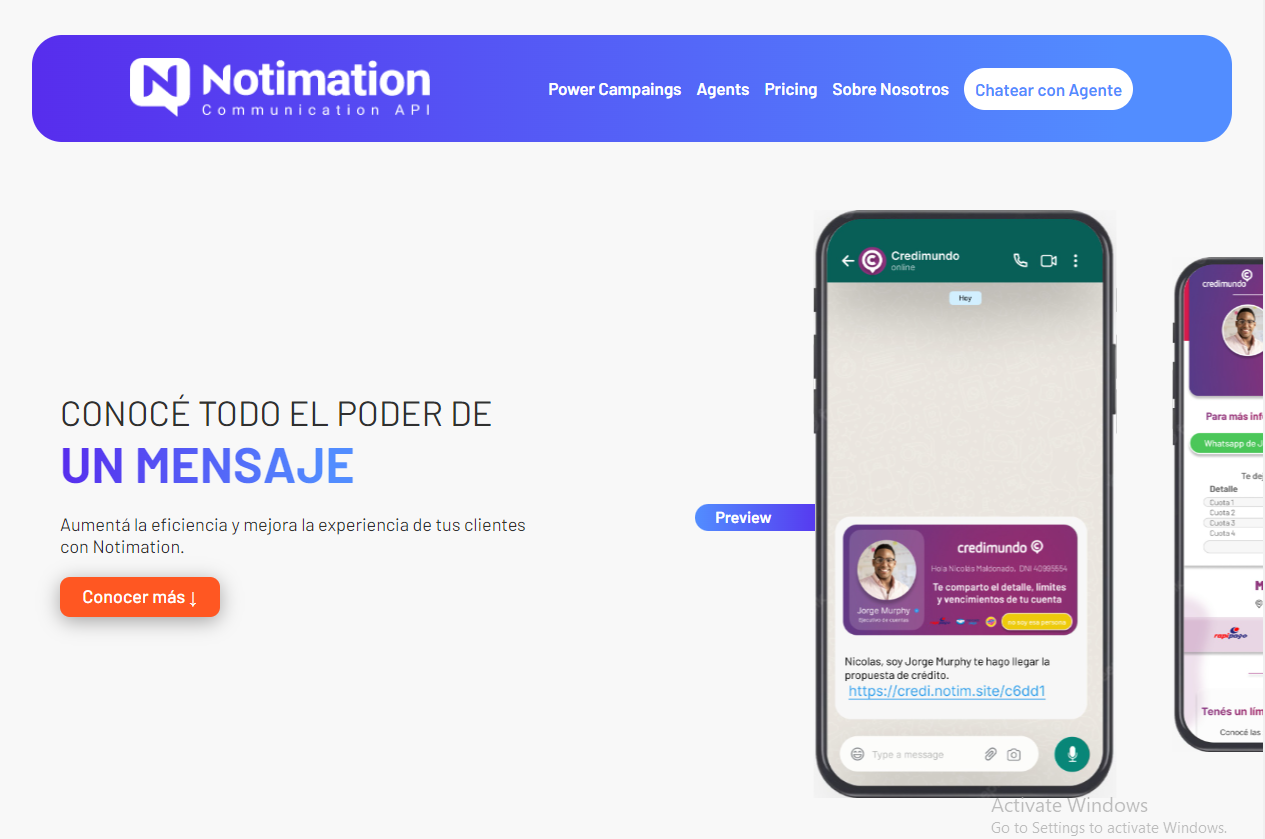 Notimation
Communication API
Power Campaings Agents Pricing Sobre Nosotros Chatear con Agente
CONOCÉ TODO EL PODER DE
UN MENSAJE
Aumentá la eficiencia y mejora la experiencia de tus clientes
con Notimation.
Conocer más ↓
Preview
Credimundo
online
Hey
credimundo
Hola Nicolás Maldonado, DNI 40995554
Te comparto el detalle, limites
y vencimientos de tu cuenta
Jorge Murphy
Ejecutivo de cuentas
no soy esa persona
Nicolas, soy Jorge Murphy te hago llegar la
propuesta de crédito.
https://credi.notim.site/c6dd1
Type a message
credimundo
Para más inf
Whatsapp de J
Te dej
Detalle
Cuota 1
Cuota 2
Cuota 3
Cuota 4
M
rapipago
Tenés un lím
Conocé las
Activate Windows
Go to Settings to activate Windows.